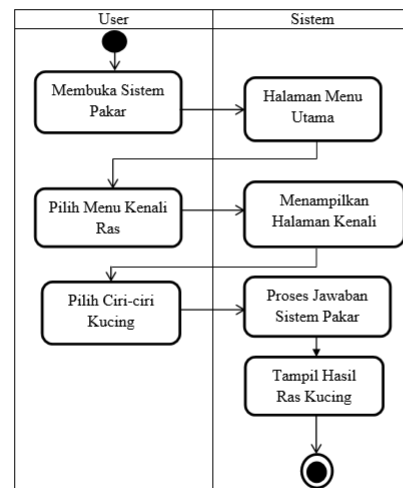 User
Sistem
Membuka Sistem
Pakar
Halaman Menu
Utama
Pilih Menu Kenali
Ras
Menampilkan
Halaman Kenali
Pilih Ciri-ciri
Kucing
Proses Jawaban
Sistem Pakar
Tampil Hasil
Ras Kucing